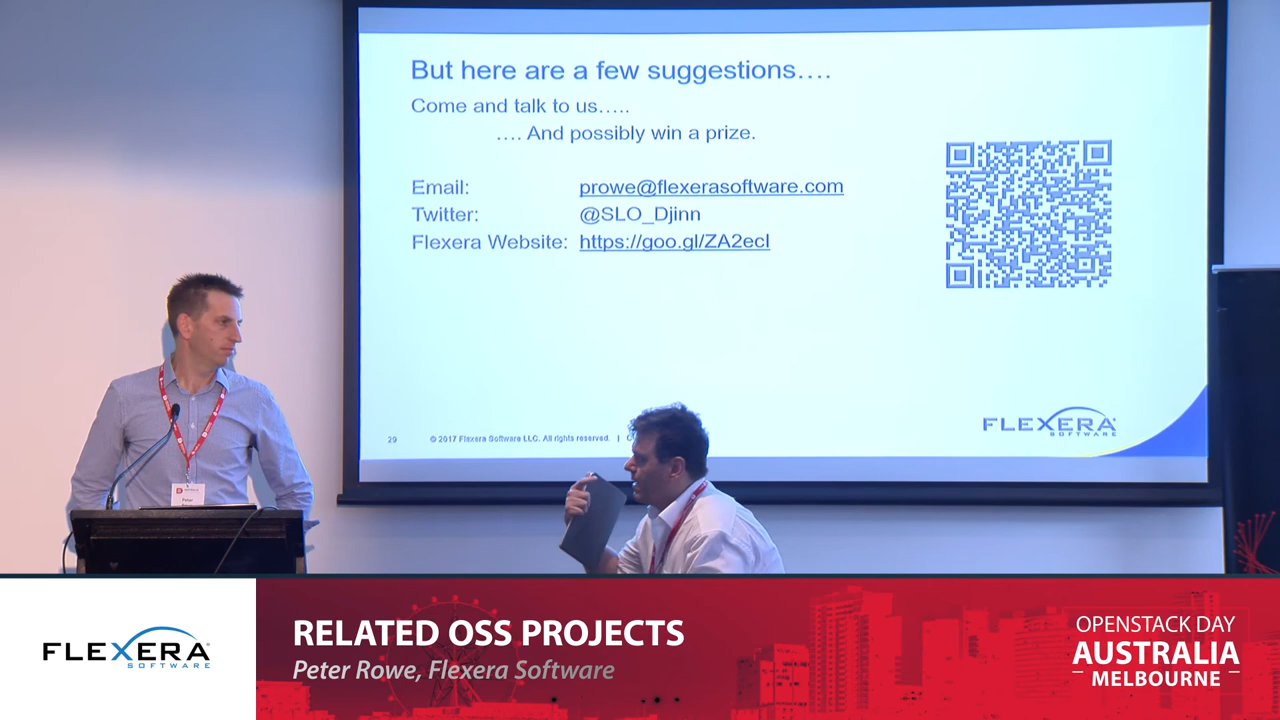 But here are a few suggestions….
Come and talk to us…..
…. And possibly win a prize.
Email: prowe@flexerasoftware.com
Twitter: @SLO_Djinn
Flexera Website: https://goo.gl/ZA2ecI
FLEXERA
SOFTWARE
29 © 2017 Flexera Software LLC. All rights reserved. |
Peter
FLEXERA
SOFTWARE
RELATED OSS PROJECTS
Peter Rowe, Flexera Software
OPENSTACK DAY
AUSTRALIA
MELBOURNE